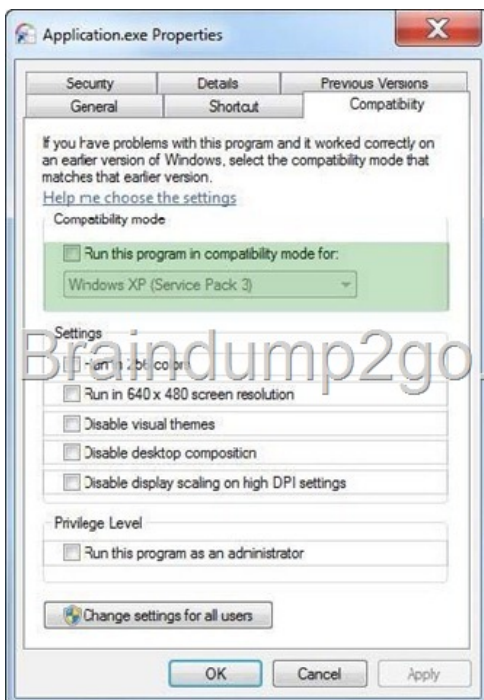 Application.exe Properties
Security Details Previous Versions
General Shortcut Compatibility
If you have problems with this program and it worked correctly on
an earlier version of Windows, select the compatibility mode that
matches that earlier version.
Help me choose the settings
Compatibility mode
Run this program in compatibility mode for:
Windows XP (Service Pack 3)
Settings
Braindump2go.
Run in 256 colors
Run in 640 x 480 screen resolution
Disable visual themes
Disable desktop composition
Disable display scaling on high DPI settings
Privilege Level
Run this program as an administrator
Change settings for all users
OK Cancel Apply